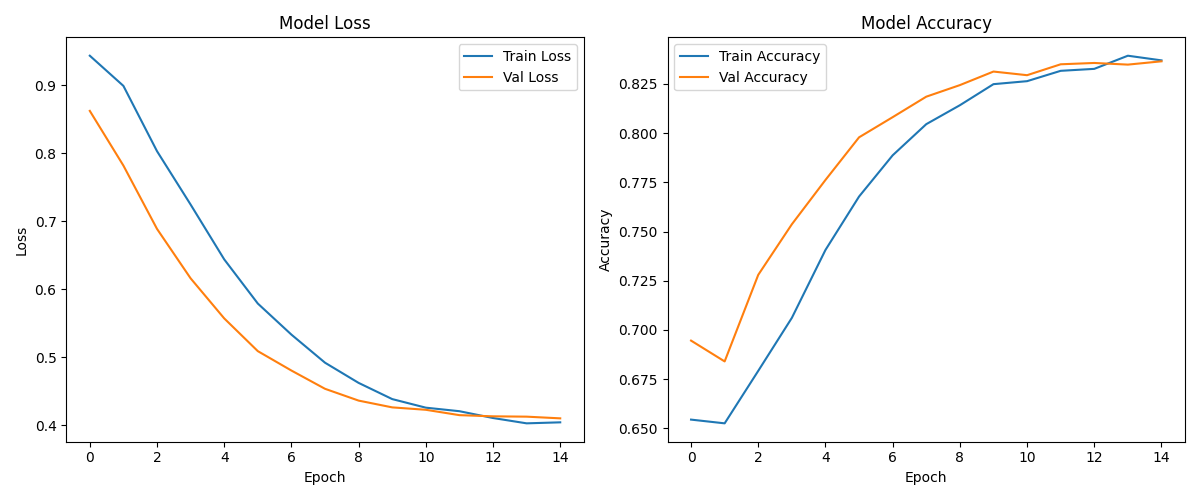 Model Loss
Train Loss
Val Loss
0.9
0.8
0.7
0.6
0.5
0.4
Loss
0 2 4 6 8 10 12 14
Epoch
Model Accuracy
Train Accuracy
Val Accuracy
0.825
0.800
0.775
0.750
0.725
0.700
0.675
0.650
Accuracy
0 2 4 6 8 10 12 14
Epoch